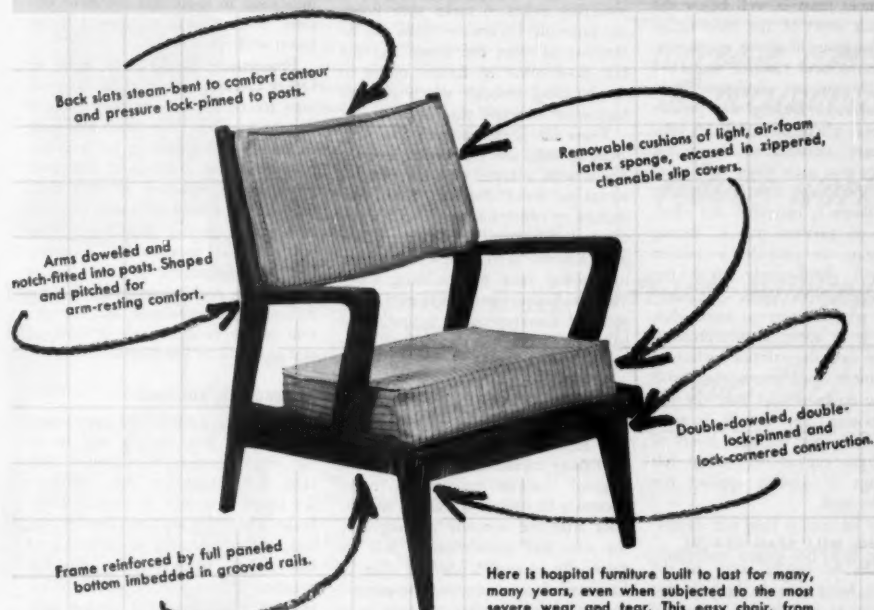 Back slats steam-bent to comfort contour
and pressure lock-pinned to posts.
Removable cushions of light, air-foam
latex sponge, encased in zippered,
cleanable slip covers.
Arms doweled and
notch-fitted into posts. Shaped
and pitched for
arm-resting comfort.
Double-doweled, double-
lock-pinned and
lock-cornered construction.
Frame reinforced by full paneled
bottom imbedded in grooved rails.
Here is hospital furniture built to last for many,
many years, even when subjected to the most
severe wear and tear. This easy chair, from